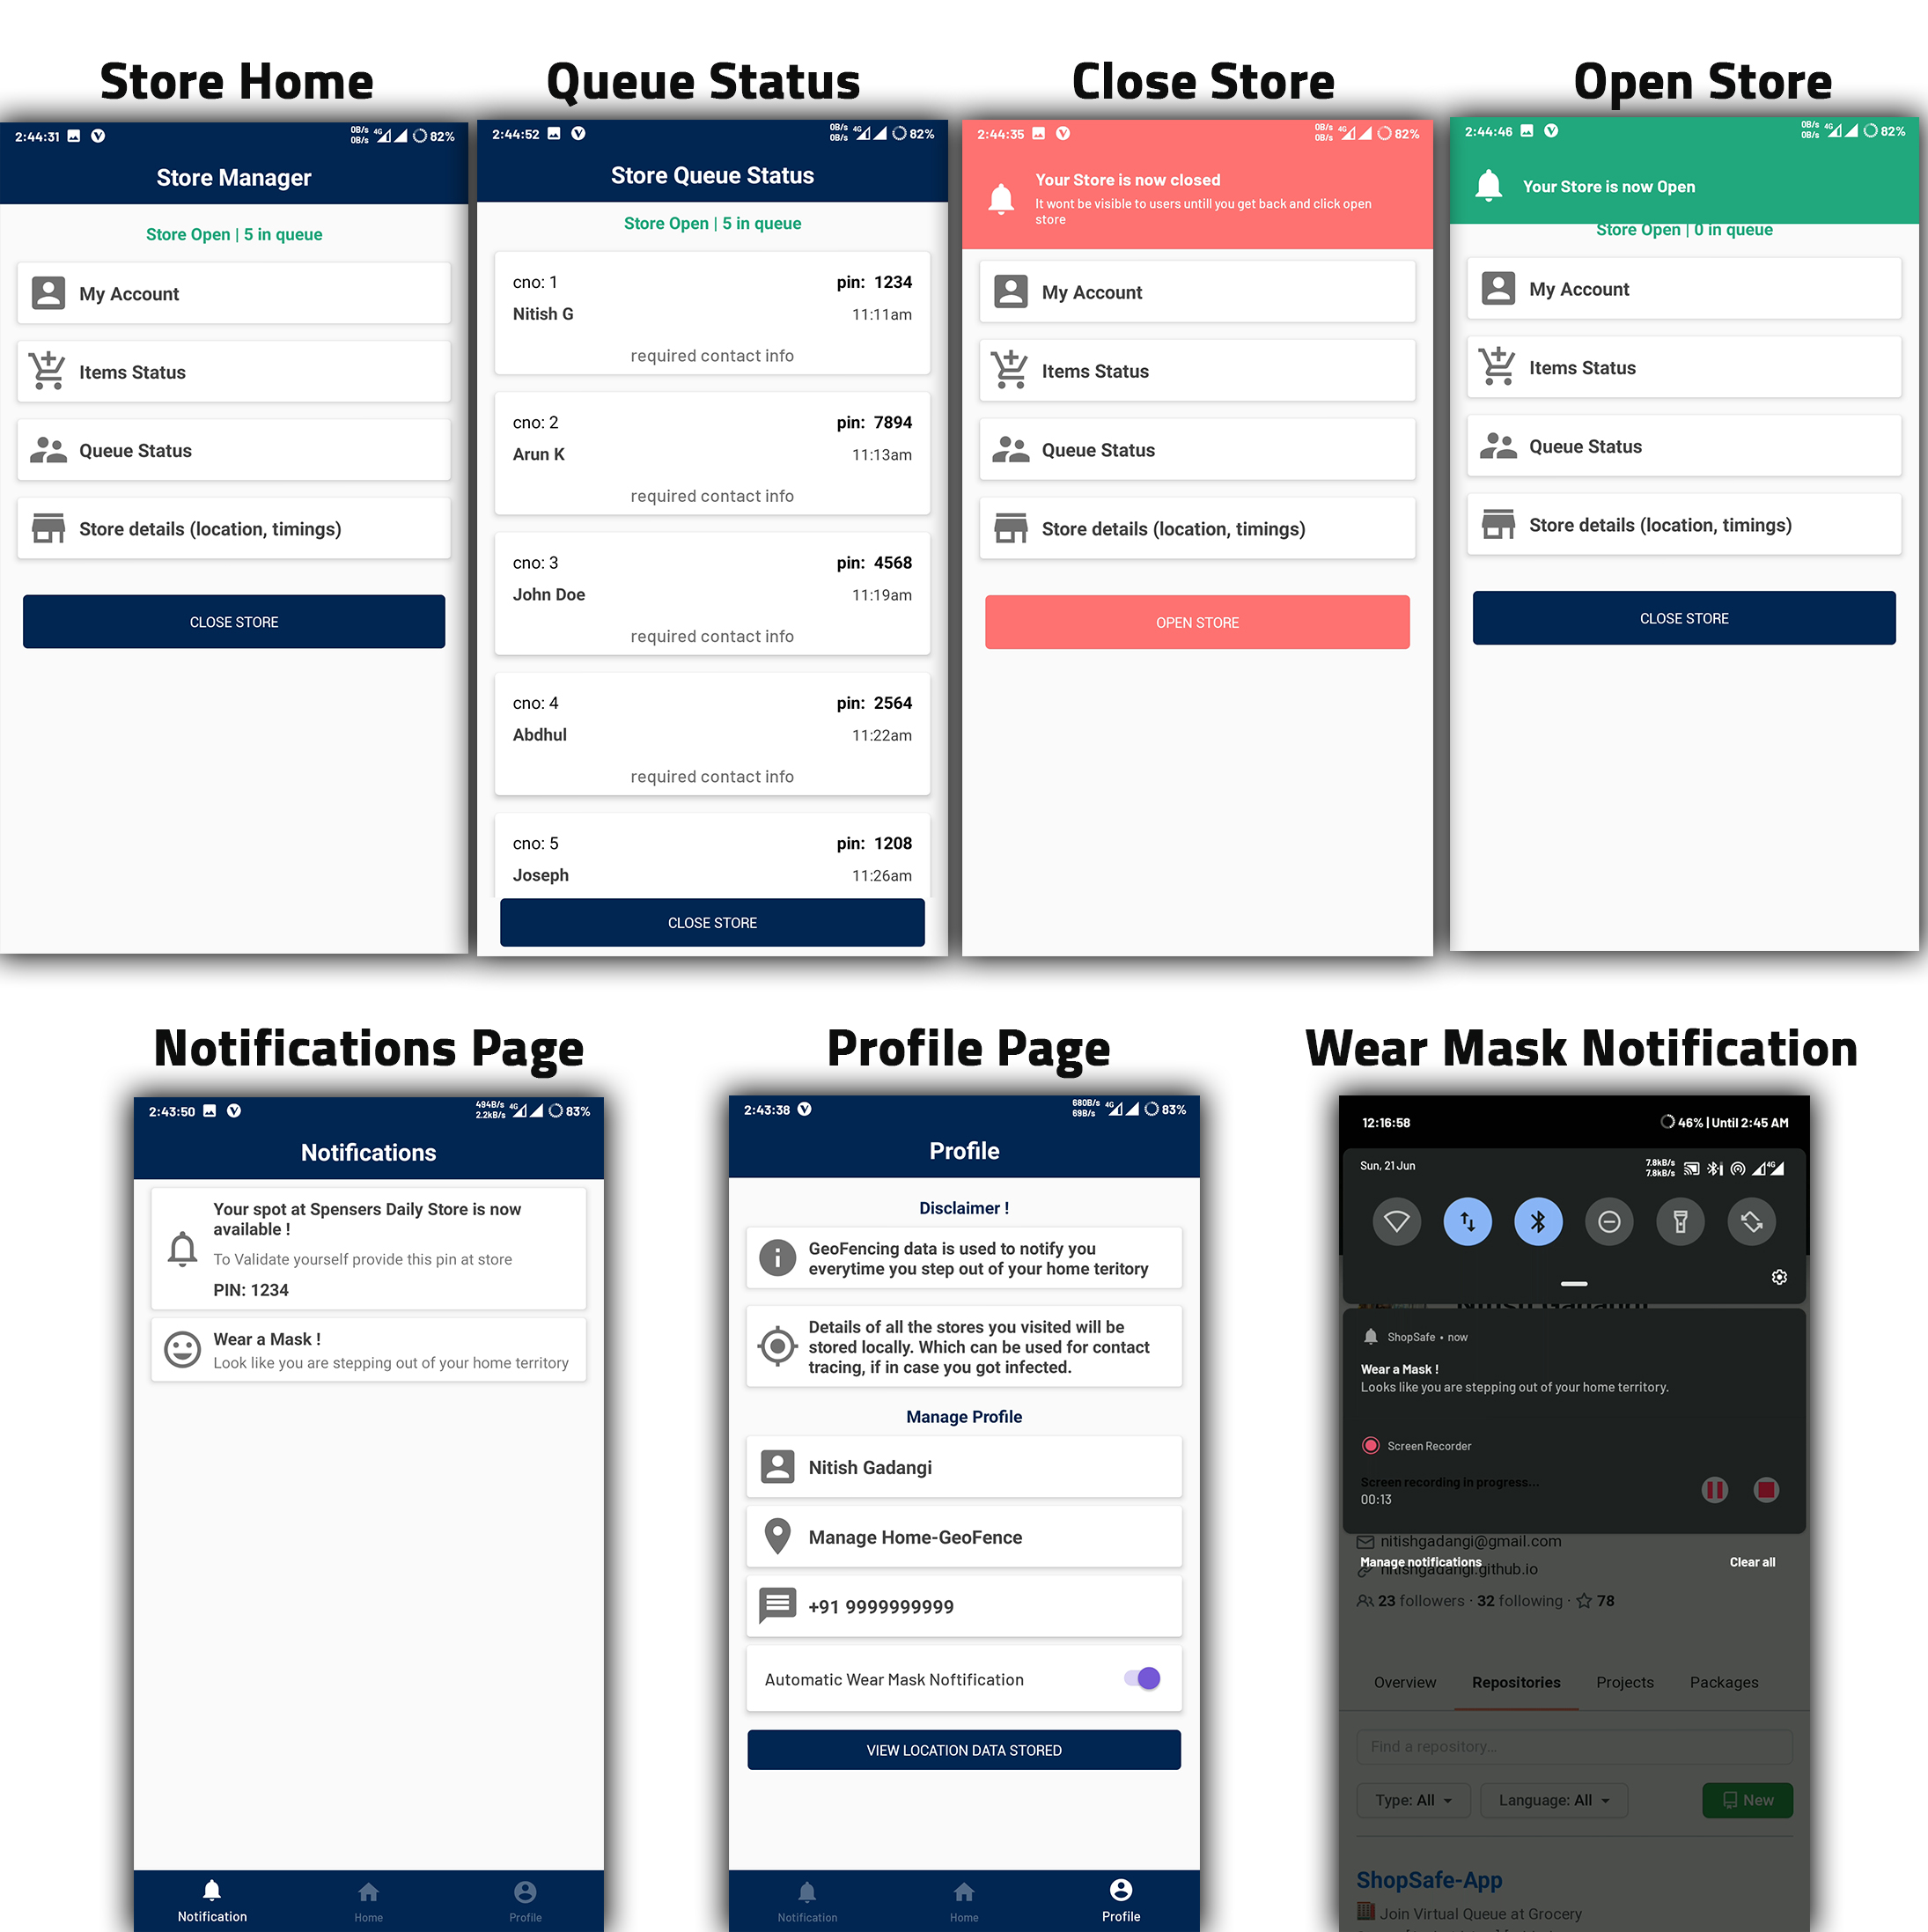 Store Home
2:44:31
0B/s
0B/s
4G
82%
Store Manager
Store Open | 5 in queue
My Account
Items Status
Queue Status
Store details (location, timings)
CLOSE STORE
Queue Status
2:44:52
0B/s
0B/s
4G
82%
Store Queue Status
Store Open | 5 in queue
cno: 1
pin: 1234
Nitish G
11:11am
required contact info
cno: 2
pin: 7894
Arun K
11:13am
required contact info
cno: 3
pin: 4568
John Doe
11:19am
required contact info
cno: 4
pin: 2564
Abdhul
11:22am
required contact info
cno: 5
pin: 1208
Joseph
11:26am
CLOSE STORE
Close Store
2:44:35
0B/s
0B/s
4G
82%
Your Store is now closed
It wont be visible to users untill you get back and click open
store
My Account
Items Status
Queue Status
Store details (location, timings)
OPEN STORE
Open Store
2:44:46
0B/s
0B/s
4G
82%
Your Store is now Open
Store Open | 0 in queue
My Account
Items Status
Queue Status
Store details (location, timings)
CLOSE STORE
Notifications Page
2:43:50
494B/s
2.2kB/s
4G
83%
Notifications
Your spot at Spensers Daily Store is now
available !
To Validate yourself provide this pin at store
PIN: 1234
Wear a Mask !
Look like you are stepping out of your home territory
Notification
Home
Profile
Profile Page
2:43:38
680B/s
69B/s
4G
83%
Profile
Disclaimer !
GeoFencing data is used to notify you
everytime you step out of your home teritory
Details of all the stores you visited will be
stored locally. Which can be used for contact
tracing, if in case you got infected.
Manage Profile
Nitish Gadangi
Manage Home-GeoFence
+91 9999999999
Automatic Wear Mask Noftification
VIEW LOCATION DATA STORED
Notification
Home
Profile
Wear Mask Notification
12:16:58
46% | Until 2:45 AM
Sun, 21 Jun
7.8kB/s
7.8kB/s
4G
Nitish Gadangi
ShopSafe • now
Wear a Mask !
Looks like you are stepping out of your home territory.
Screen Recorder
Screen recording in progress...
00:13
nitishgadangi@gmail.com
Manage notifications
Clear all
nitishgadangi.github.io
23 followers · 32 following · 78
Overview
Repositories
Projects
Packages
Find a repository...
Type: All
Language: All
New
ShopSafe-App
Join Virtual Queue at Grocery